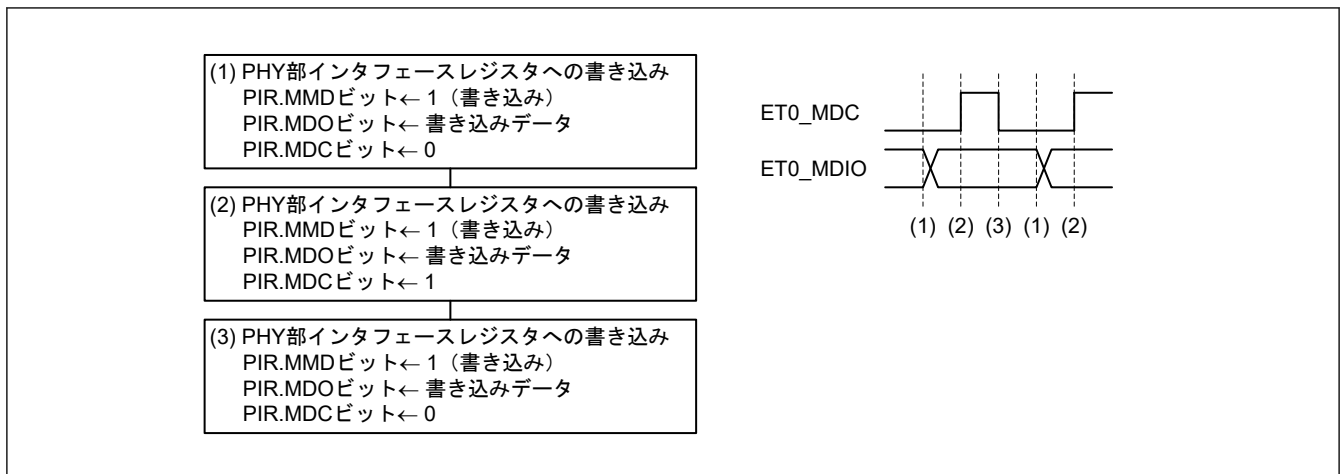 (1) PHY部インタフェースレジスタへの書き込み
PIR.MMDビット← 1（書き込み）
PIR.MDOビット← 書き込みデータ
PIR.MDCビット← 0
(2) PHY部インタフェースレジスタへの書き込み
PIR.MMDビット← 1（書き込み）
PIR.MDOビット← 書き込みデータ
PIR.MDCビット← 1
(3) PHY部インタフェースレジスタへの書き込み
PIR.MMDビット← 1（書き込み）
PIR.MDOビット← 書き込みデータ
PIR.MDCビット← 0
ET0_MDC
ET0_MDIO
(1) (2) (3) (1) (2)